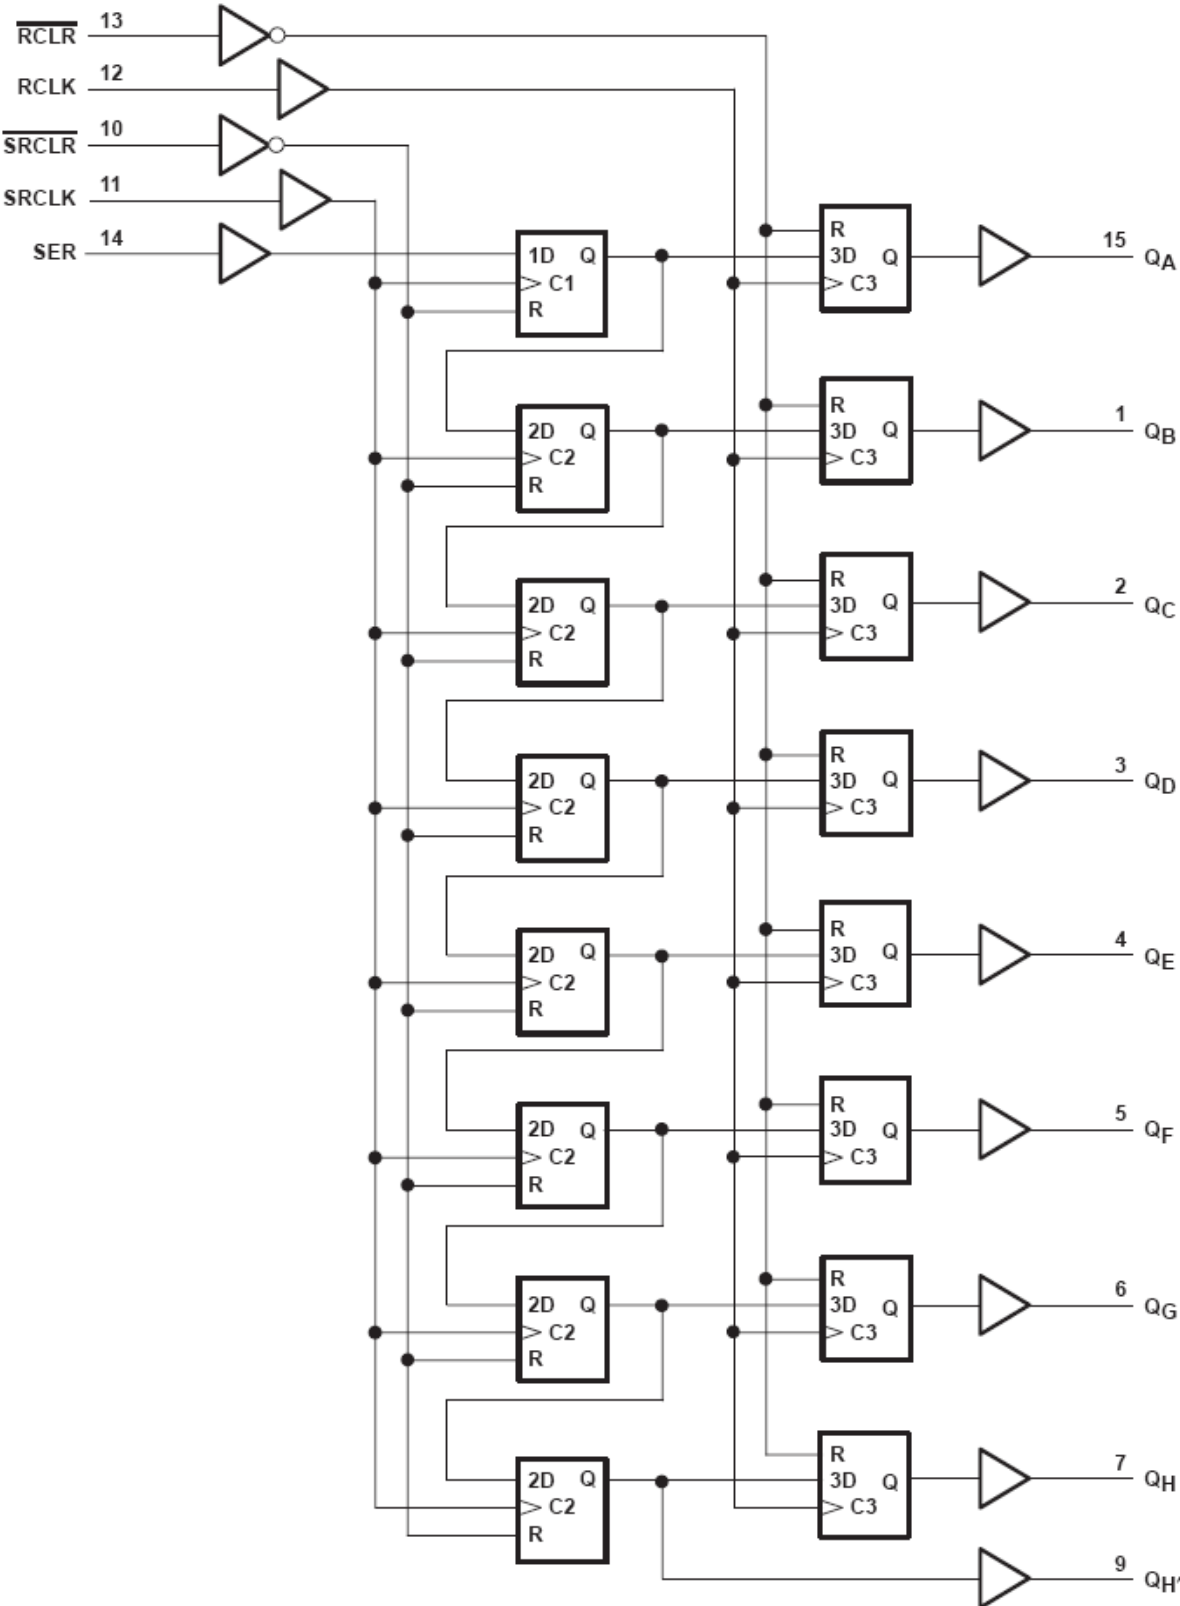 RCLR 13
RCLK 12
SRCLR 10
SRCLK 11
SER 14
1D Q
C1
R
R
3D Q
C3
15 QA
2D Q
C2
R
R
3D Q
C3
1 QB
2D Q
C2
R
R
3D Q
C3
2 QC
2D Q
C2
R
R
3D Q
C3
3 QD
2D Q
C2
R
R
3D Q
C3
4 QE
2D Q
C2
R
R
3D Q
C3
5 QF
2D Q
C2
R
R
3D Q
C3
6 QG
2D Q
C2
R
R
3D Q
C3
7 QH
9 QH′